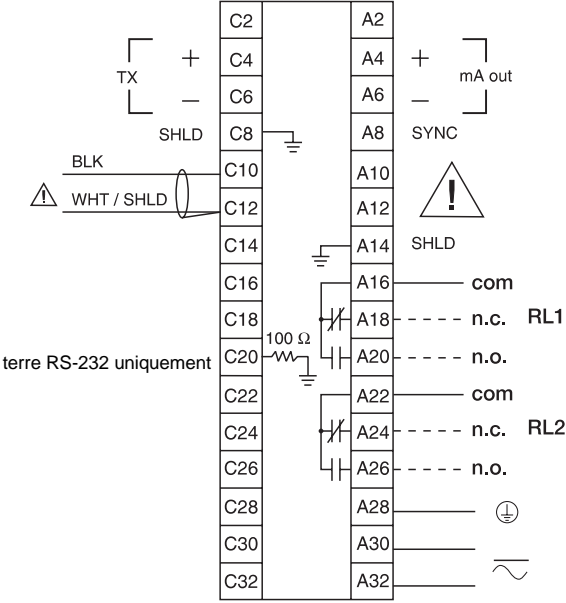 C2 A2
TX + C4 A4 + mA out
– C6 A6 –
SHLD C8 A8 SYNC
BLK C10 A10
WHT / SHLD C12 A12
C14 A14 SHLD
C16 A16 com
C18 A18 n.c. RL1
terre RS-232 uniquement C20 100 Ω A20 n.o.
C22 A22 com
C24 A24 n.c. RL2
C26 A26 n.o.
C28 A28
C30 A30
C32 A32